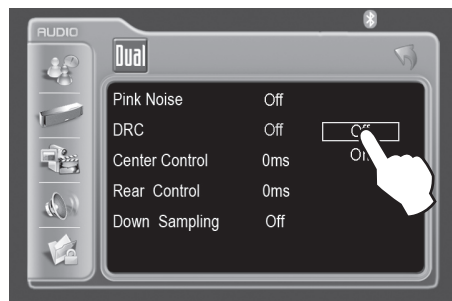 AUDIO
Dual
Pink Noise Off
DRC Off Off
Center Control 0ms On
Rear Control 0ms
Down Sampling Off